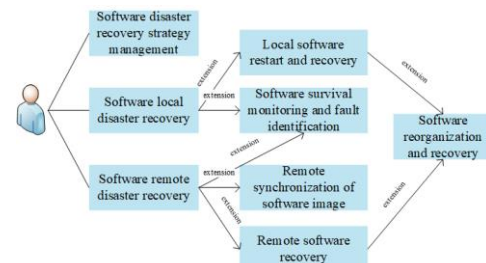 Software disaster
recovery strategy
management
Local software
restart and recovery
extension
extension
Software local
disaster recovery
extension
Software survival
monitoring and fault
identification
Software
reorganization
and recovery
extension
Software remote
disaster recovery
extension
Remote
synchronization of
software image
extension
extension
Remote software
recovery